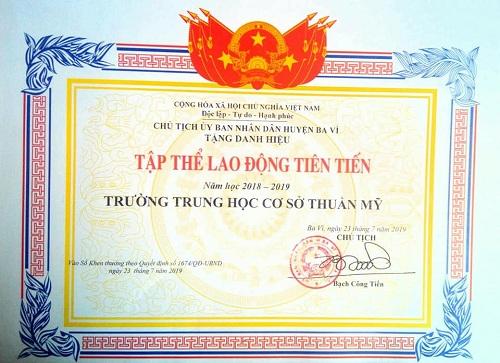 CỘNG HÒA XÃ HỘI CHỦ NGHĨA VIỆT NAM
Độc lập - Tự do - Hạnh phúc
CHỦ TỊCH ỦY BAN NHÂN DÂN HUYỆN BA VÌ
TẶNG DANH HIỆU
TẬP THỂ LAO ĐỘNG TIÊN TIẾN
Năm học 2018 – 2019
TRƯỜNG TRUNG HỌC CƠ SỞ THUẦN MỸ
Ba Vì, ngày 23 tháng 7 năm 2019
CHỦ TỊCH
Vào Sổ Khen thưởng theo Quyết định số 1674/QĐ-UBND
ngày 23 tháng 7 năm 2019
Bạch Công Tiến